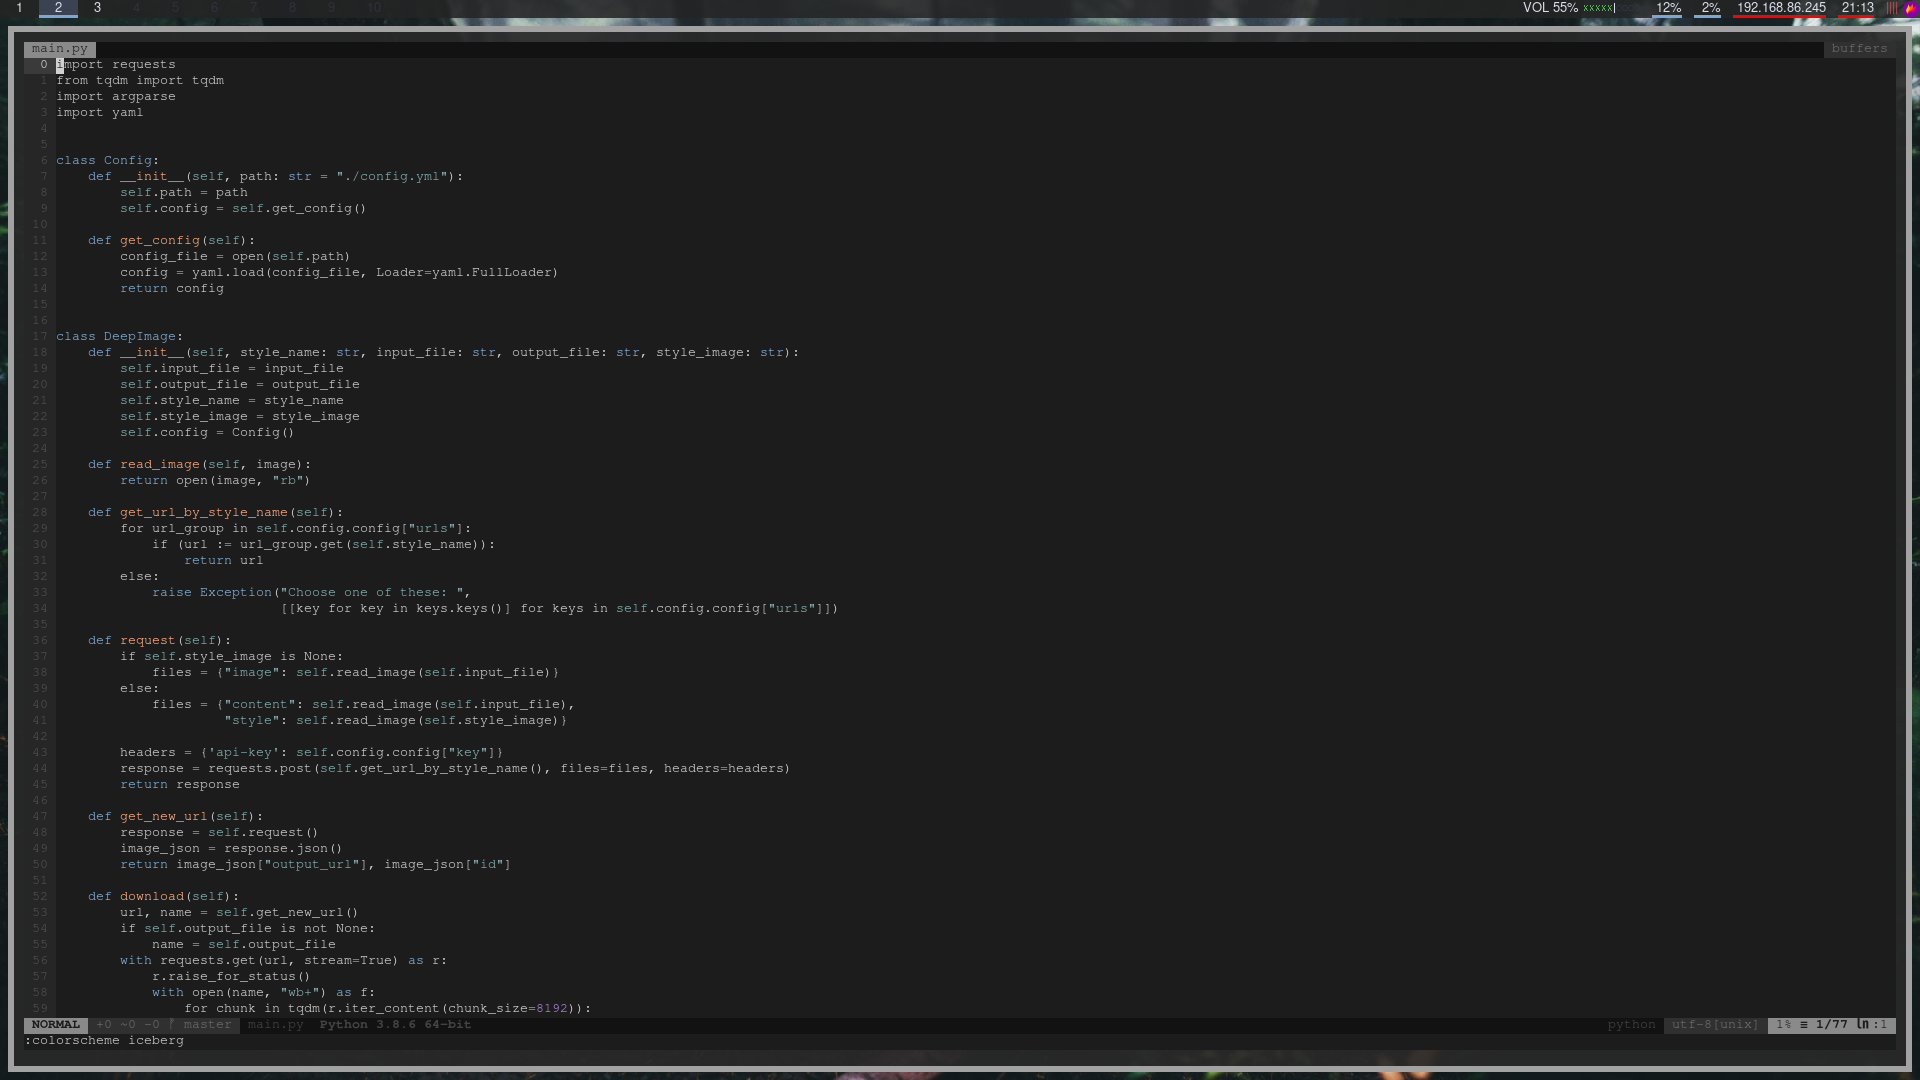 1 2 3 4 5 6 7 8 9 10 VOL 55% xxxxx| 12% 2% 192.168.86.245 21:13
main.py buffers
0 import requests
1 from tqdm import tqdm
2 import argparse
3 import yaml
4
5
6 class Config:
7     def __init__(self, path: str = "./config.yml"):
8         self.path = path
9         self.config = self.get_config()
10
11     def get_config(self):
12         config_file = open(self.path)
13         config = yaml.load(config_file, Loader=yaml.FullLoader)
14         return config
15
16
17 class DeepImage:
18     def __init__(self, style_name: str, input_file: str, output_file: str, style_image: str):
19         self.input_file = input_file
20         self.output_file = output_file
21         self.style_name = style_name
22         self.style_image = style_image
23         self.config = Config()
24
25     def read_image(self, image):
26         return open(image, "rb")
27
28     def get_url_by_style_name(self):
29         for url_group in self.config.config["urls"]:
30             if (url := url_group.get(self.style_name)):
31                 return url
32         else:
33             raise Exception("Choose one of these: ",
34                             [[key for key in keys.keys()] for keys in self.config.config["urls"]])
35
36     def request(self):
37         if self.style_image is None:
38             files = {"image": self.read_image(self.input_file)}
39         else:
40             files = {"content": self.read_image(self.input_file),
41                      "style": self.read_image(self.style_image)}
42
43         headers = {'api-key': self.config.config["key"]}
44         response = requests.post(self.get_url_by_style_name(), files=files, headers=headers)
45         return response
46
47     def get_new_url(self):
48         response = self.request()
49         image_json = response.json()
50         return image_json["output_url"], image_json["id"]
51
52     def download(self):
53         url, name = self.get_new_url()
54         if self.output_file is not None:
55             name = self.output_file
56         with requests.get(url, stream=True) as r:
57             r.raise_for_status()
58             with open(name, "wb+") as f:
59                 for chunk in tqdm(r.iter_content(chunk_size=8192)):
NORMAL +0 ~0 -0 master main.py Python 3.8.6 64-bit python utf-8[unix] 1% ≡ 1/77 ln :1
:colorscheme iceberg